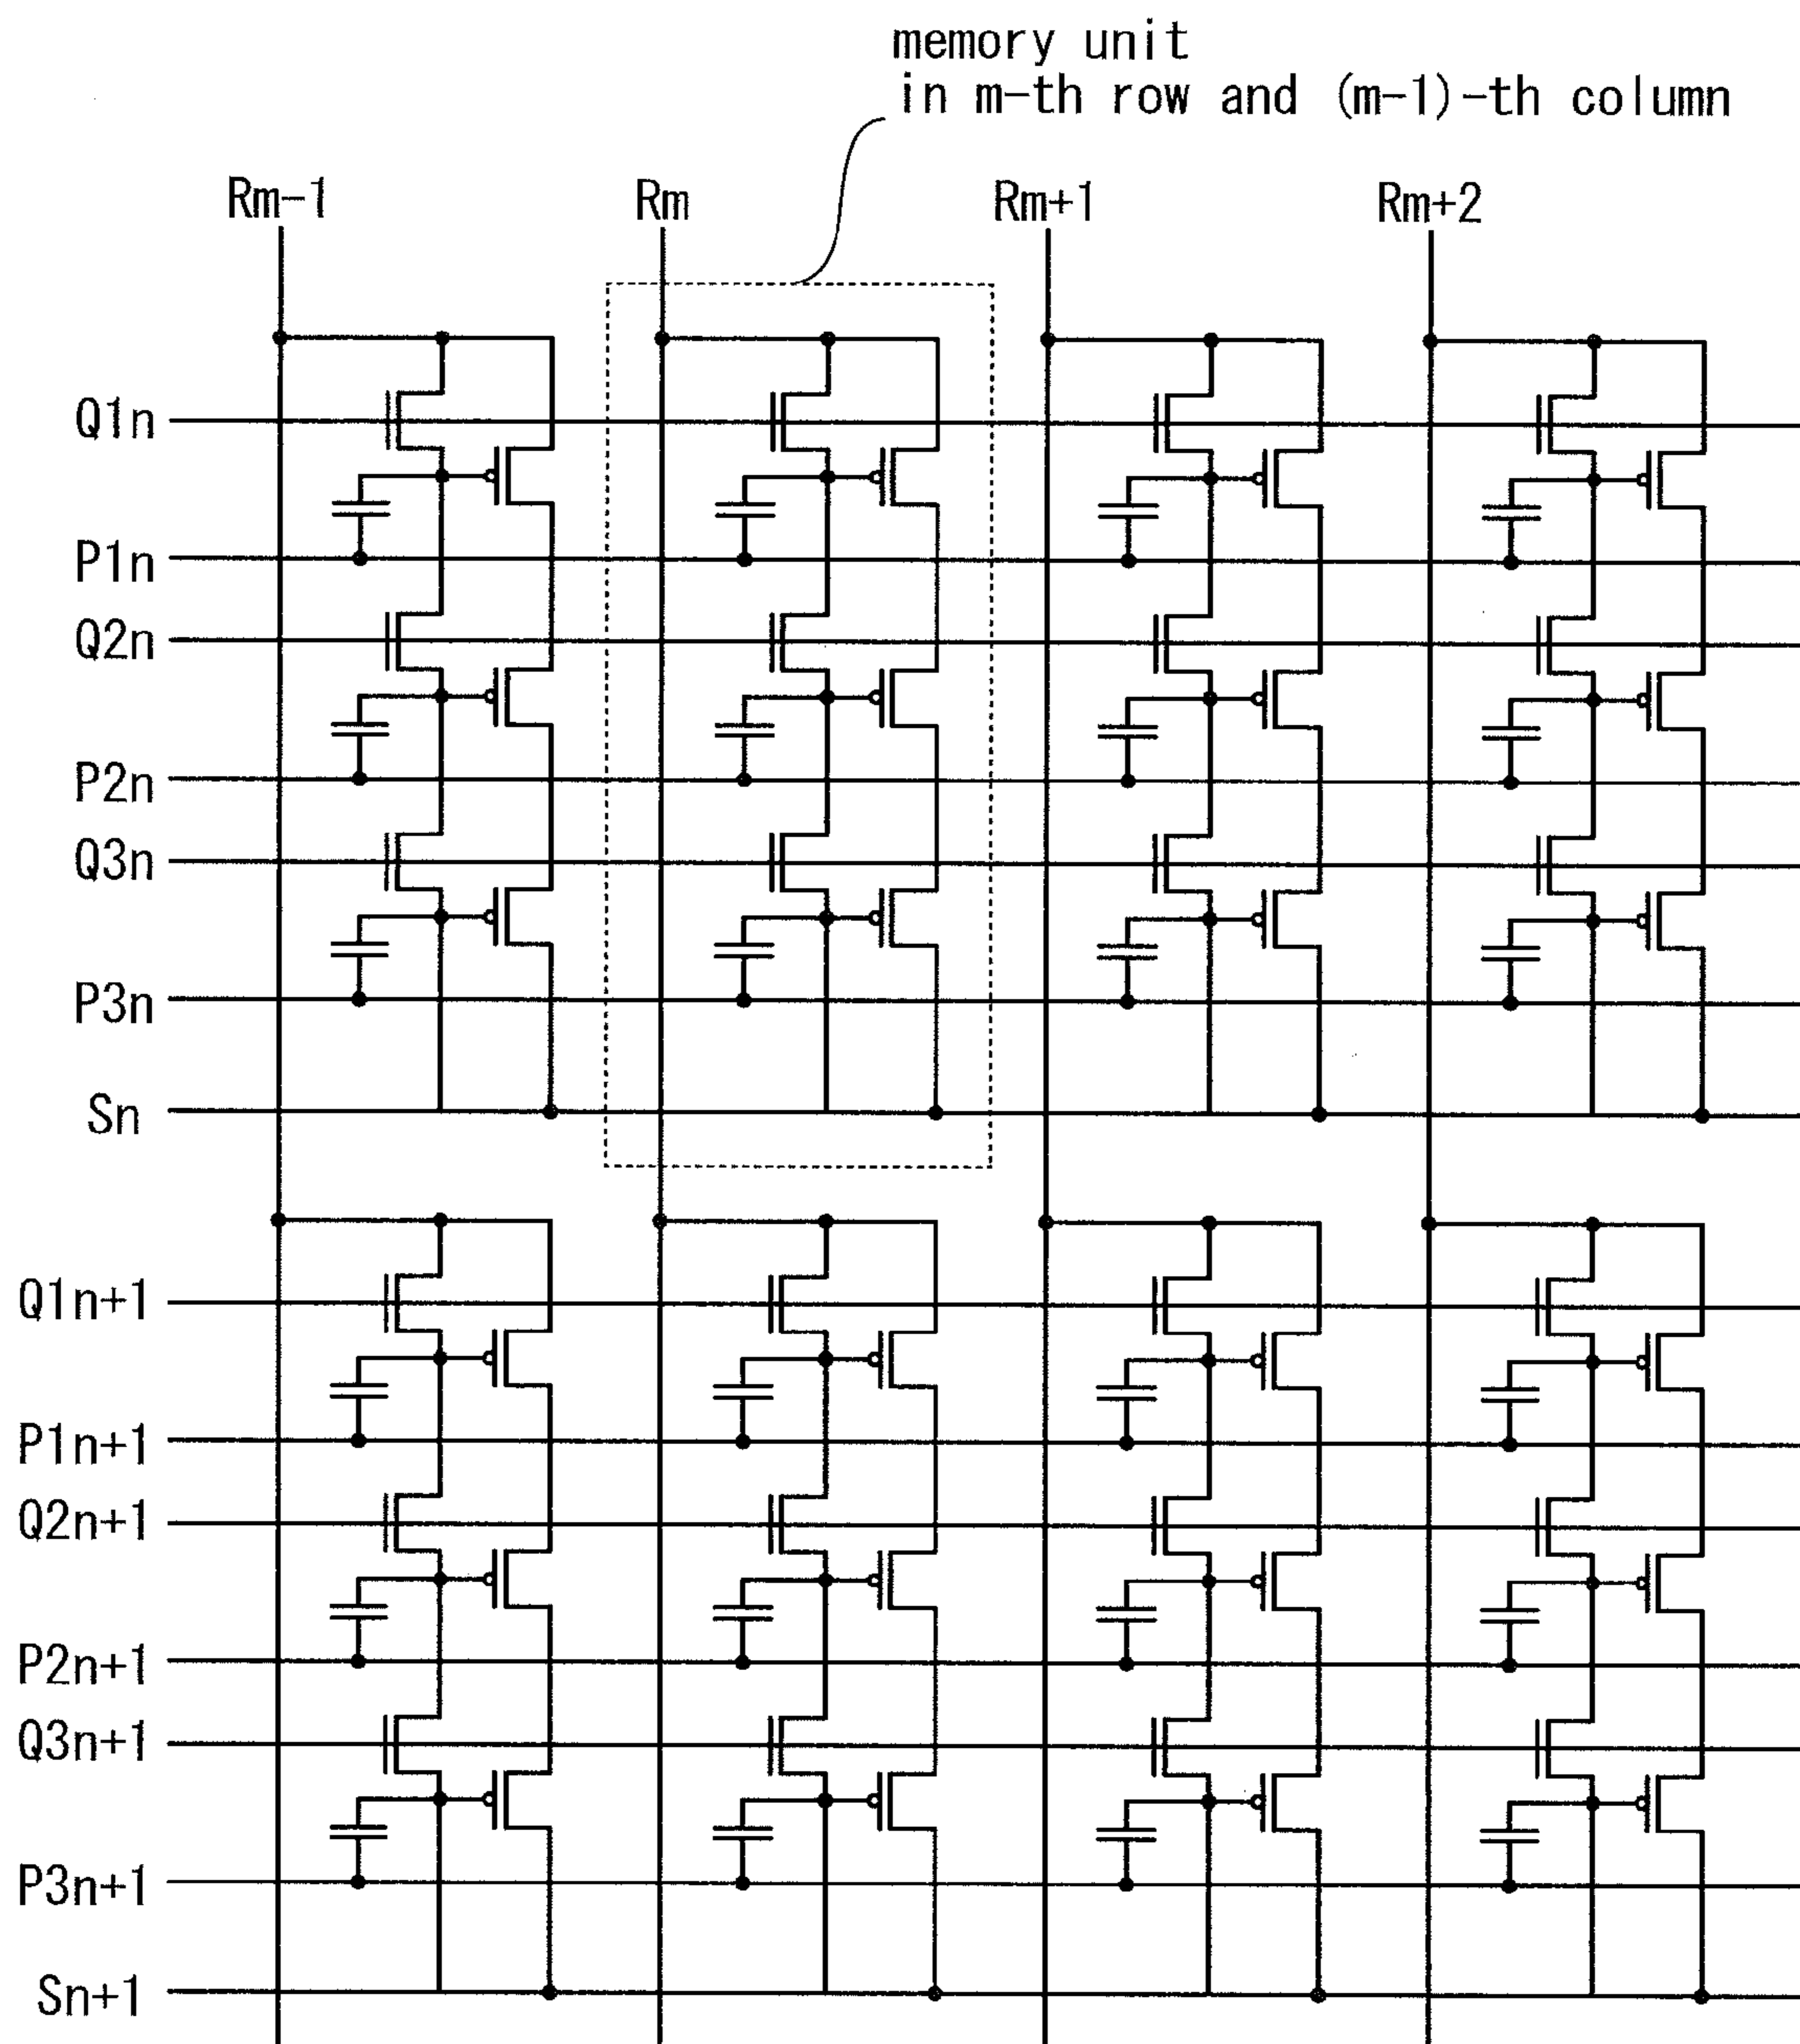 memory unit
in m-th row and (m-1)-th column
Rm-1 Rm Rm+1 Rm+2
Q1n
P1n
Q2n
P2n
Q3n
P3n
Sn
Q1n+1
P1n+1
Q2n+1
P2n+1
Q3n+1
P3n+1
Sn+1